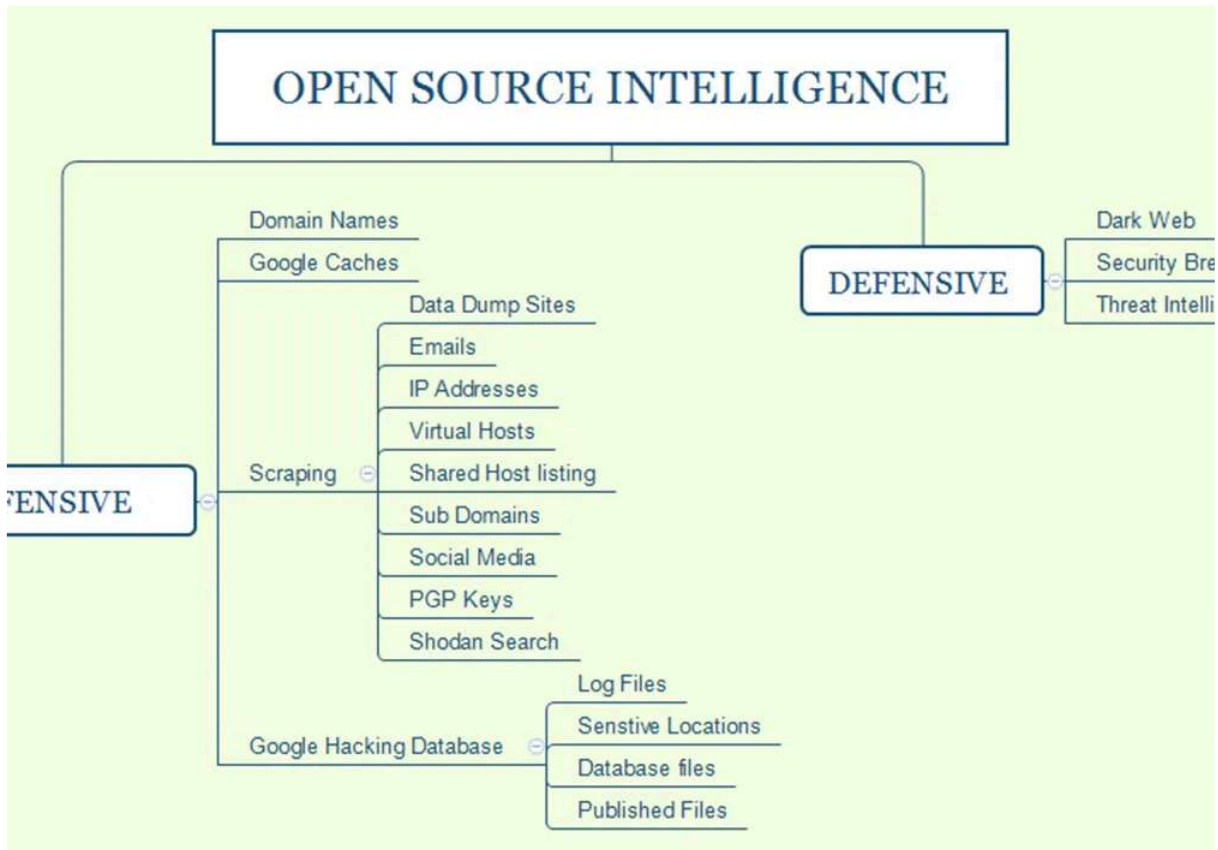 OPEN SOURCE INTELLIGENCE
Domain Names
Google Caches
Data Dump Sites
Emails
IP Addresses
Virtual Hosts
Scraping
Shared Host listing
Sub Domains
Social Media
PGP Keys
Shodan Search
Log Files
Senstive Locations
Google Hacking Database
Database files
Published Files
FENSIVE
DEFENSIVE
Dark Web
Security Bre
Threat Intelli